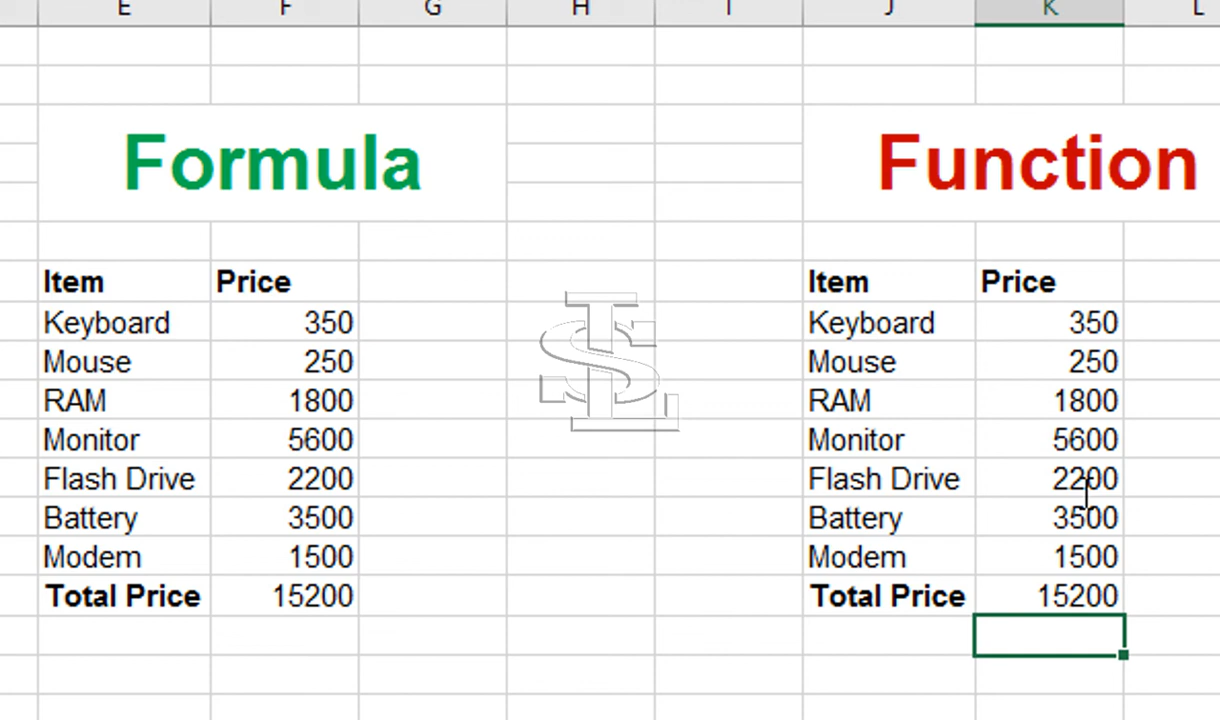 E F G H I J K L
Formula Function
Item Price Item Price
Keyboard 350 Keyboard 350
Mouse 250 Mouse 250
RAM 1800 RAM 1800
Monitor 5600 Monitor 5600
Flash Drive 2200 Flash Drive 2200
Battery 3500 Battery 3500
Modem 1500 Modem 1500
Total Price 15200 Total Price 15200